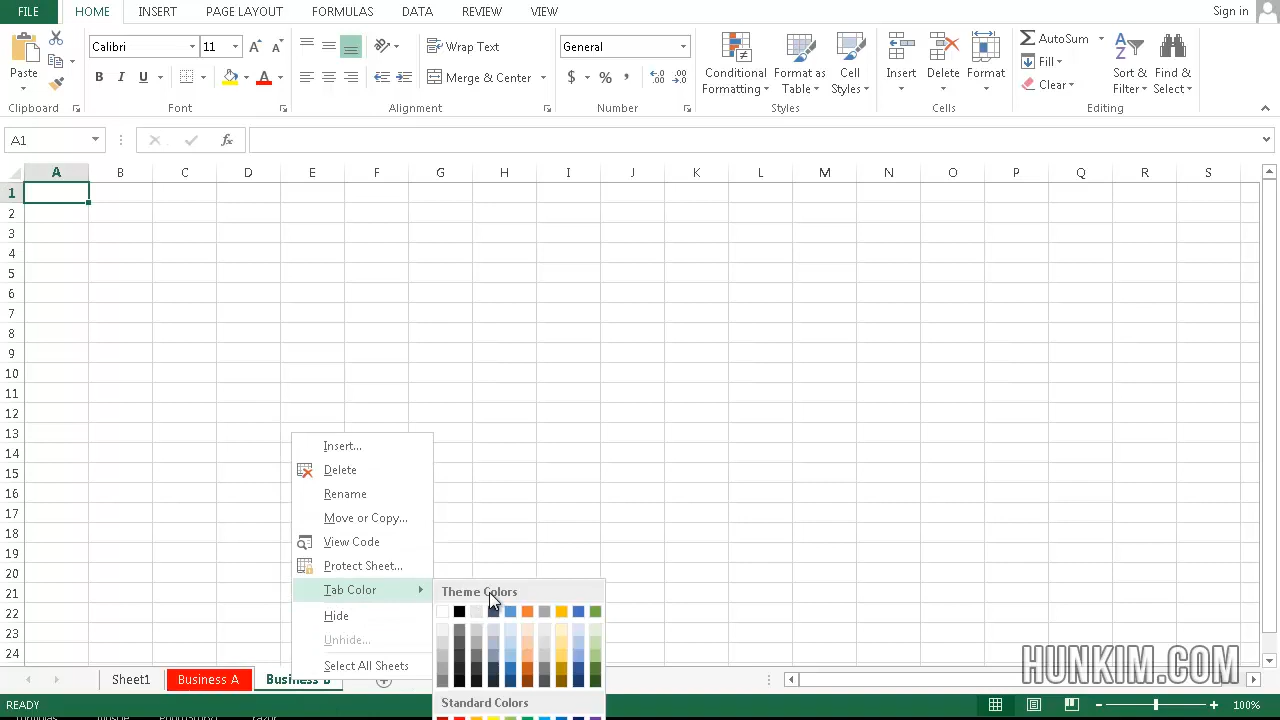 FILE HOME INSERT PAGE LAYOUT FORMULAS DATA REVIEW VIEW Sign in
Calibri 11 Wrap Text General AutoSum
Fill
Paste B I U Merge & Center $ % , Conditional Formatting Format as Table Cell Styles Insert Delete Format Clear Sort & Filter Find & Select
Clipboard Font Alignment Number Styles Cells Editing
A1 fx
A B C D E F G H I J K L M N O P Q R S
1
2
3
4
5
6
7
8
9
10
11
12
13
14
15
16
17
18
19
20
21
22
23
24
Insert...
Delete
Rename
Move or Copy...
View Code
Protect Sheet...
Tab Color
Hide
Unhide...
Select All Sheets
Theme Colors
Standard Colors
HUNKIM.COM
Sheet1 Business A Business B
READY 100%